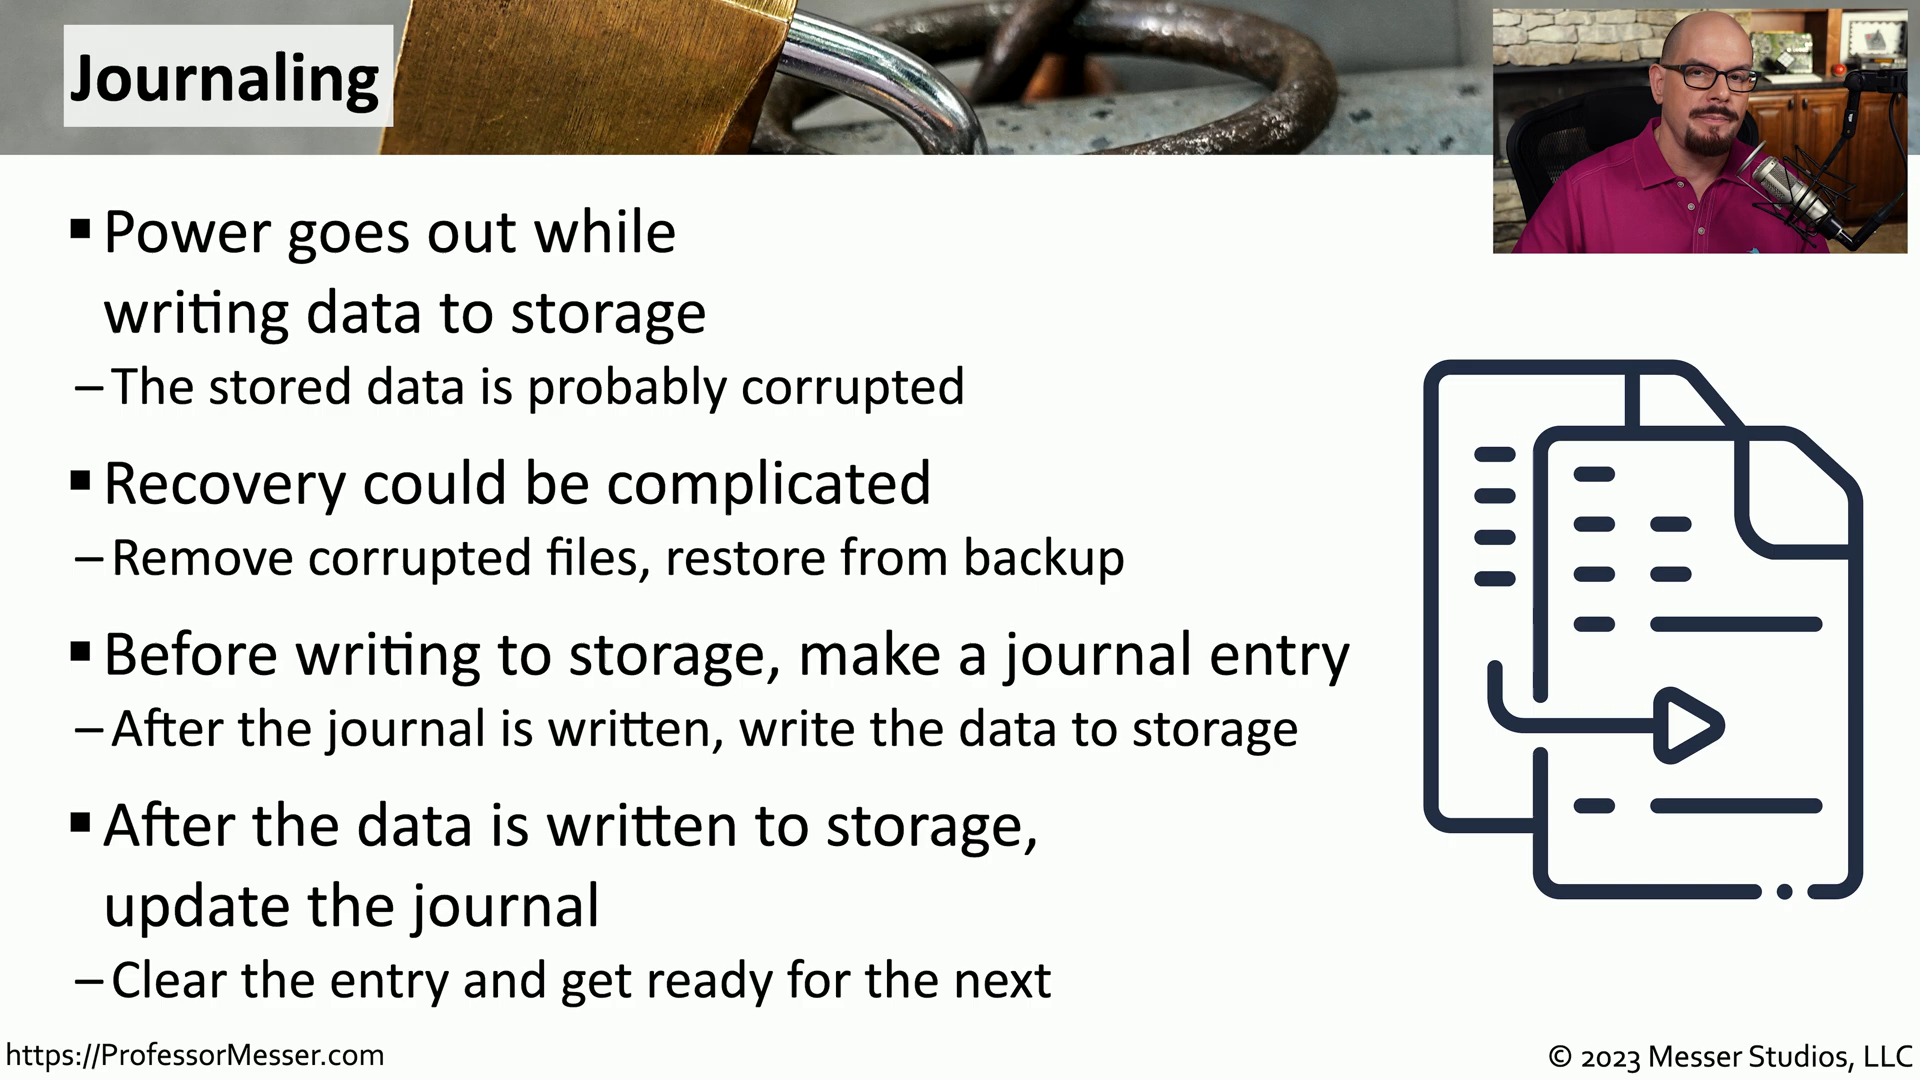 Journaling
▪ Power goes out while
writing data to storage
– The stored data is probably corrupted
▪ Recovery could be complicated
– Remove corrupted files, restore from backup
▪ Before writing to storage, make a journal entry
– After the journal is written, write the data to storage
▪ After the data is written to storage,
update the journal
– Clear the entry and get ready for the next
https://ProfessorMesser.com
© 2023 Messer Studios, LLC